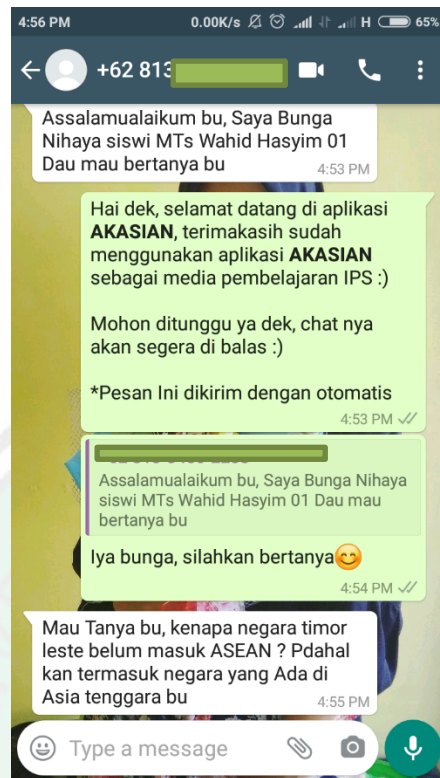 4:56 PM 0.00K/s H 65%
+62 813
Assalamualaikum bu, Saya Bunga
Nihaya siswi MTs Wahid Hasyim 01
Dau mau bertanya bu
4:53 PM
Hai dek, selamat datang di aplikasi
AKASIAN, terimakasih sudah
menggunakan aplikasi AKASIAN
sebagai media pembelajaran IPS :)
Mohon ditunggu ya dek, chat nya
akan segera di balas :)
*Pesan Ini dikirim dengan otomatis
4:53 PM
Assalamualaikum bu, Saya Bunga Nihaya
siswi MTs Wahid Hasyim 01 Dau mau
bertanya bu
Iya bunga, silahkan bertanya😊
4:54 PM
Mau Tanya bu, kenapa negara timor
leste belum masuk ASEAN ? Pdahal
kan termasuk negara yang Ada di
Asia tenggara bu
4:55 PM
Type a message